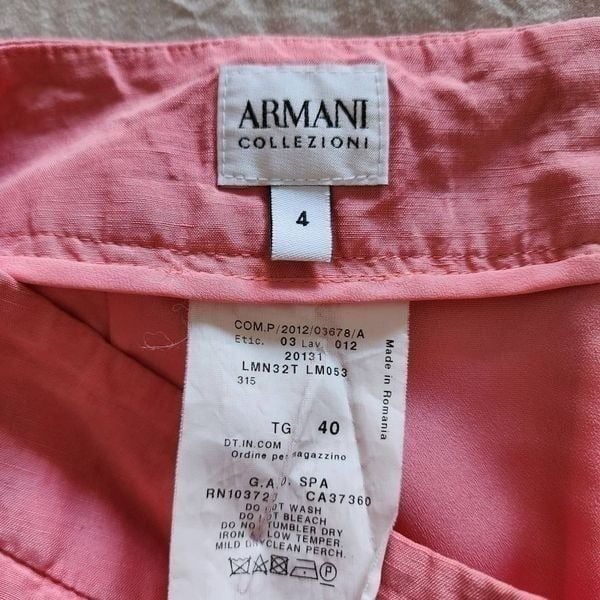 ARMANI
COLLEZIONI
4
COM.P/2012/03678/A
Etic. 03 Lav. 012
20131
LMN32T LM053
315
Made in Romania
TG 40
DT.IN.COM
Ordine per magazzino
G.A. SPA
CA37360
DO NOT WASH
DO NOT BLEACH
DO NOT TUMBLER DRY
IRON LOW TEMPER.
MILD DRYCLEAN PERCH.
P